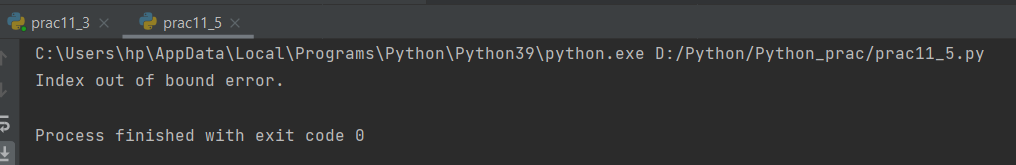 prac11_3 prac11_5
C:\Users\hp\AppData\Local\Programs\Python\Python39\python.exe D:/Python/Python_prac/prac11_5.py
Index out of bound error.
Process finished with exit code 0